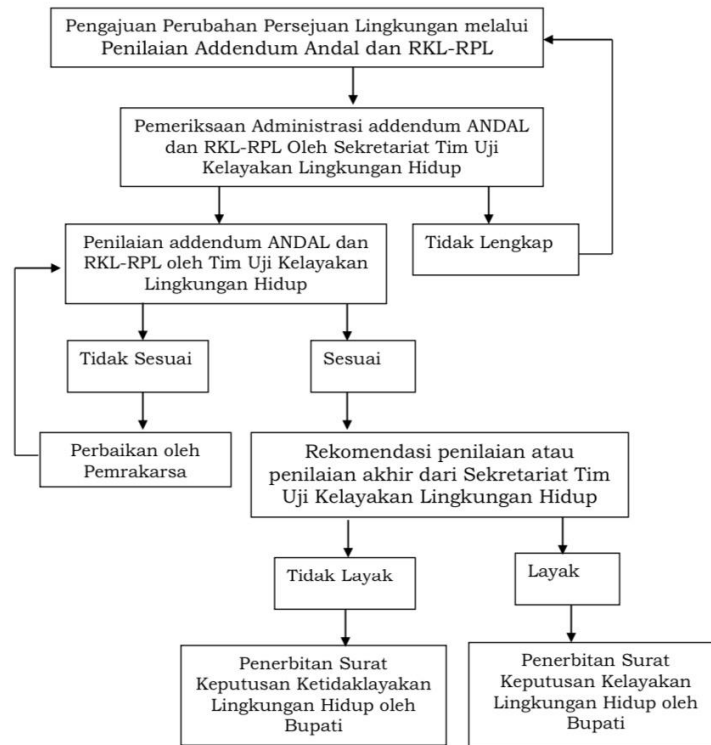 Pengajuan Perubahan Persejuan Lingkungan melalui
Penilaian Addendum Andal dan RKL-RPL
Pemeriksaan Administrasi addendum ANDAL
dan RKL-RPL Oleh Sekretariat Tim Uji
Kelayakan Lingkungan Hidup
Penilaian addendum ANDAL dan
RKL-RPL oleh Tim Uji Kelayakan
Lingkungan Hidup
Tidak Lengkap
Tidak Sesuai
Sesuai
Perbaikan oleh
Pemrakarsa
Rekomendasi penilaian atau
penilaian akhir dari Sekretariat Tim
Uji Kelayakan Lingkungan Hidup
Tidak Layak
Layak
Penerbitan Surat
Keputusan Ketidaklayakan
Lingkungan Hidup oleh
Bupati
Penerbitan Surat
Keputusan Kelayakan
Lingkungan Hidup oleh
Bupati